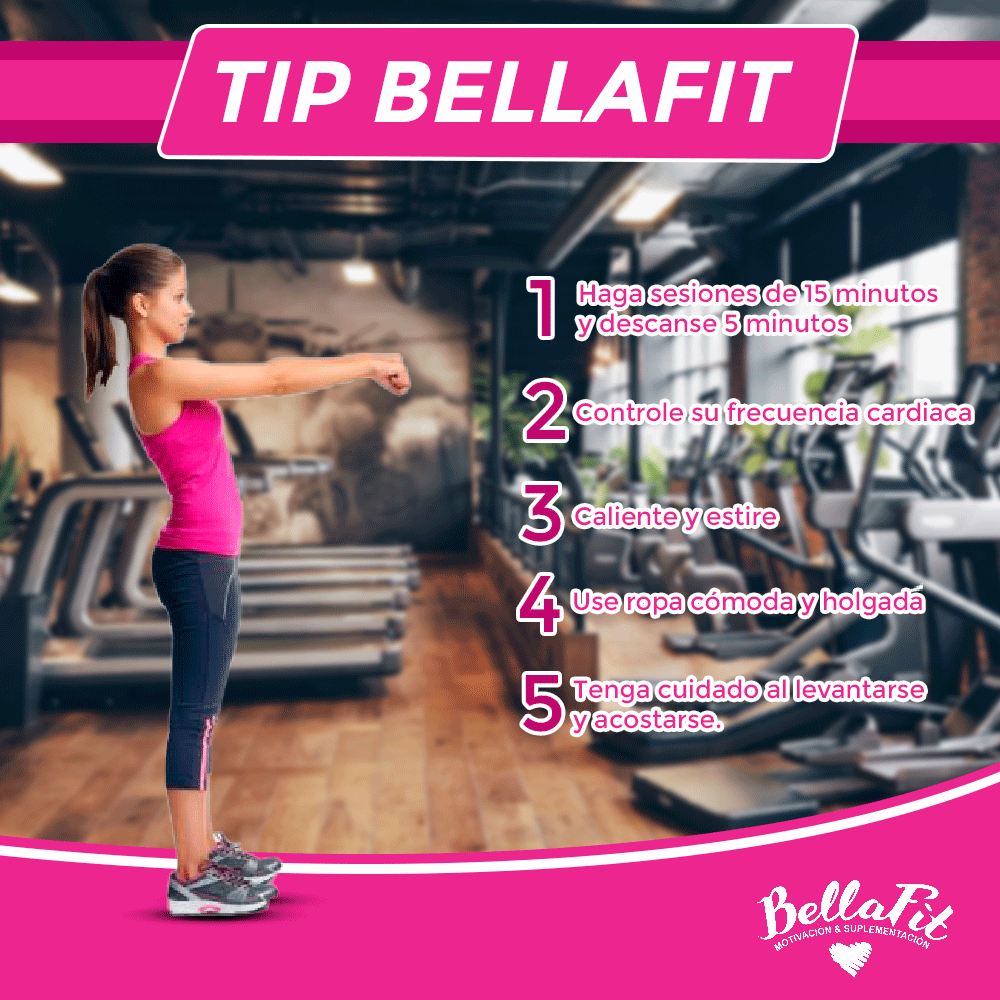 TIP BELLAFIT
1 Haga sesiones de 15 minutos
y descanse 5 minutos
2 Controle su frecuencia cardiaca
3 Caliente y estire
4 Use ropa cómoda y holgada
5 Tenga cuidado al levantarse
y acostarse.
BellaFit
MOTIVACIÓN & SUPLEMENTACIÓN